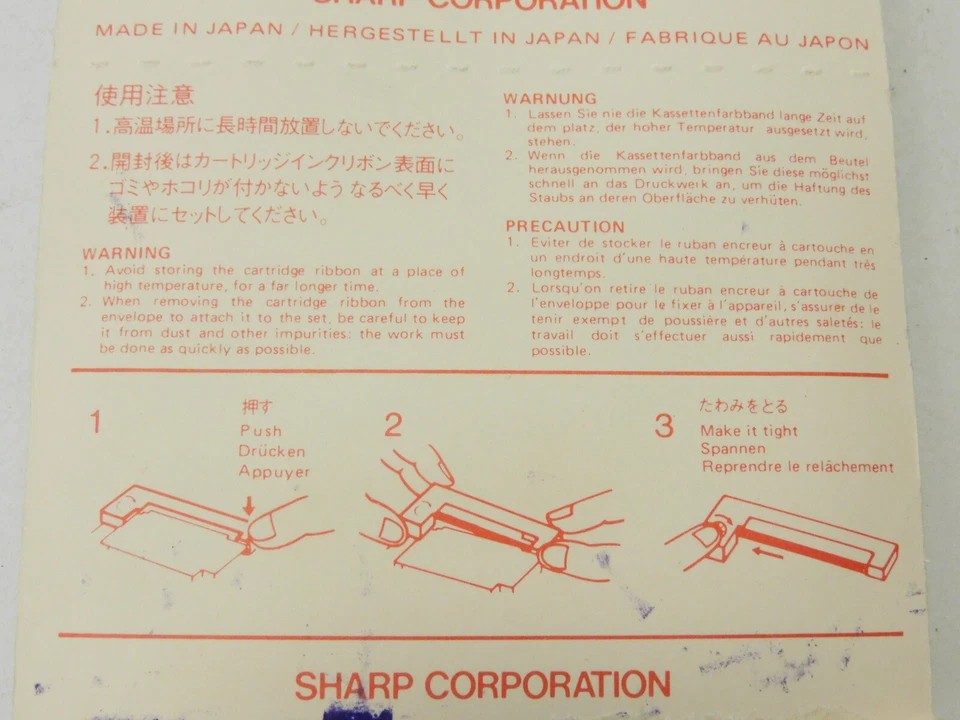 SHARP CORPORATION
MADE IN JAPAN / HERGESTELLT IN JAPAN / FABRIQUE AU JAPON
使用注意
1.高温場所に長時間放置しないでください。
2.開封後はカートリッジインクリボン表面に
ゴミやホコリが付かないよう なるべく早く
装置にセットしてください。
WARNING
1. Avoid storing the cartridge ribbon at a place of
high temperature, for a far longer time.
2. When removing the cartridge ribbon from the
envelope to attach it to the set, be careful to keep
it from dust and other impurities: the work must
be done as quickly as possible.
WARNUNG
1. Lassen Sie nie die Kassettenfarbband lange Zeit auf
dem platz, der hoher Temperatur ausgesetzt wird,
stehen.
2. Wenn die Kassettenfarbband aus dem Beutel
herausgenommen wird, bringen Sie diese möglichst
schnell an das Druckwerk an, um die Haftung des
Staubs an deren Oberfläche zu verhüten.
PRECAUTION
1. Eviter de stocker le ruban encreur à cartouche en
un endroit d'une haute température pendant très
longtemps.
2. Lorsqu'on retire le ruban encreur à cartouche de
l'enveloppe pour le fixer à l'appareil, s'assurer de le
tenir exempt de poussière et d'autres saletés: le
travail doit s'effectuer aussi rapidement que
possible.
1
押す
Push
Drücken
Appuyer
2
3
たわみをとる
Make it tight
Spannen
Reprendre le relâchement
SHARP CORPORATION